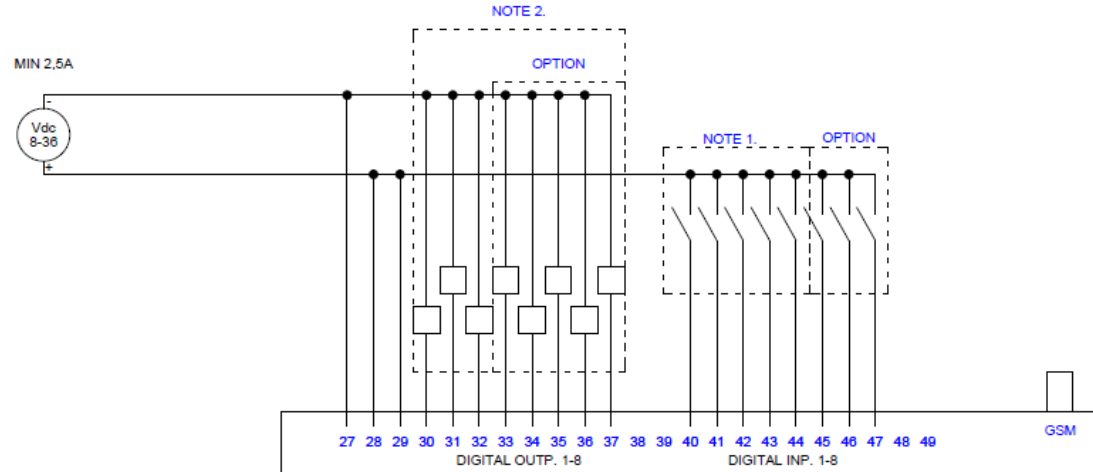 NOTE 2.
MIN 2,5A
OPTION
-
Vdc
8-36
+
NOTE 1.
OPTION
27 28 29 30 31 32 33 34 35 36 37 38 39 40 41 42 43 44 45 46 47 48 49
GSM
DIGITAL OUTP. 1-8
DIGITAL INP. 1-8